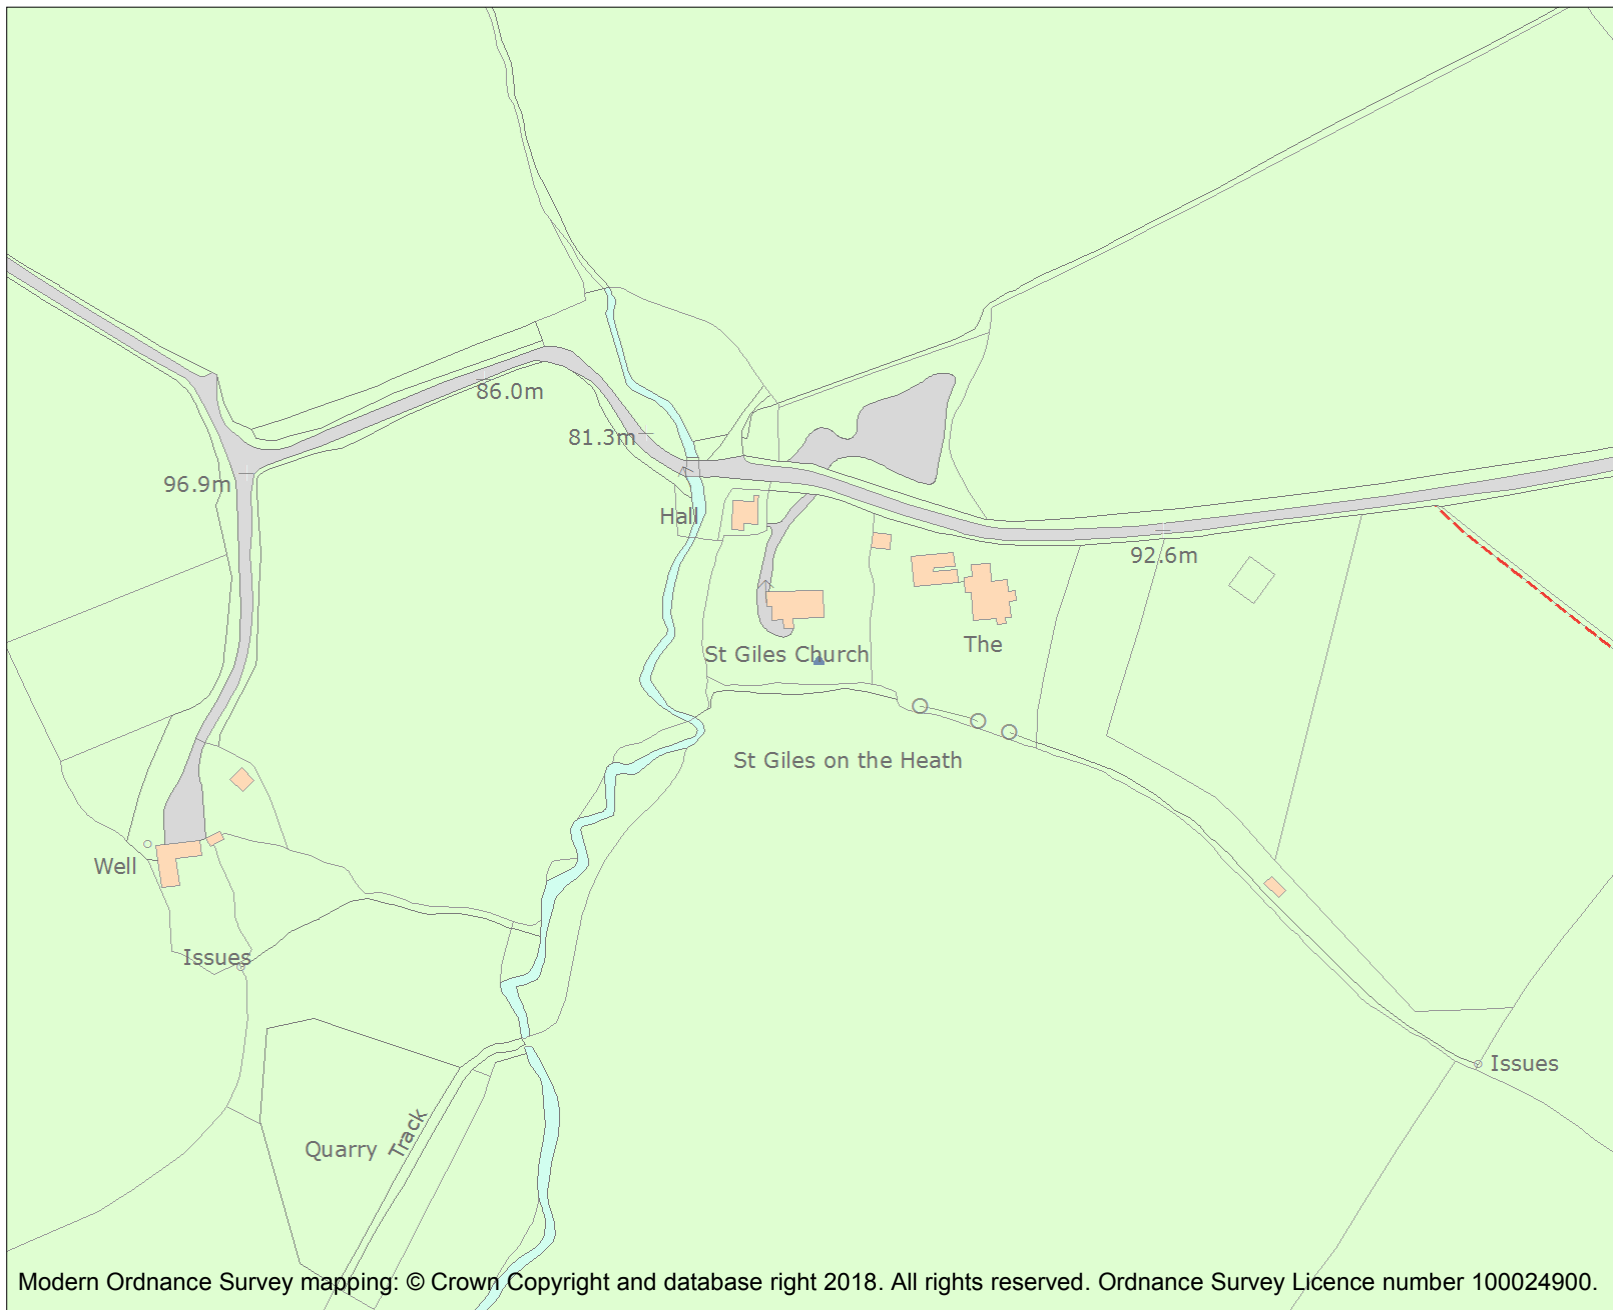 86.0m
81.3m
96.9m
Hall
92.6m
St Giles Church
The
St Giles on the Heath
Well
Issues
Issues
Quarry
Track
Modern Ordnance Survey mapping: © Crown Copyright and database right 2018. All rights reserved. Ordnance Survey Licence number 100024900.